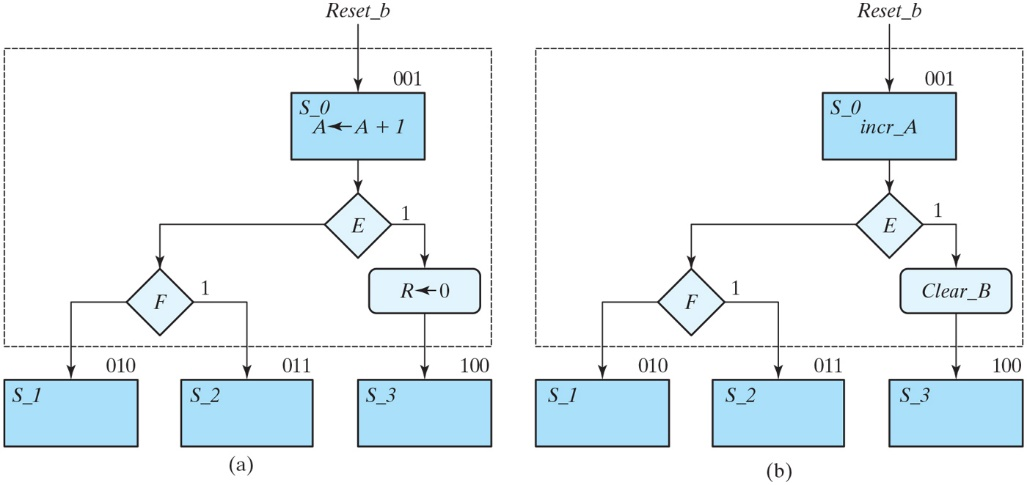 Reset_b
001
S_0
A ← A + 1
E
1
F
1
R ← 0
010
011
100
S_1
S_2
S_3
(a)
Reset_b
001
S_0
incr_A
E
1
F
1
Clear_B
010
011
100
S_1
S_2
S_3
(b)